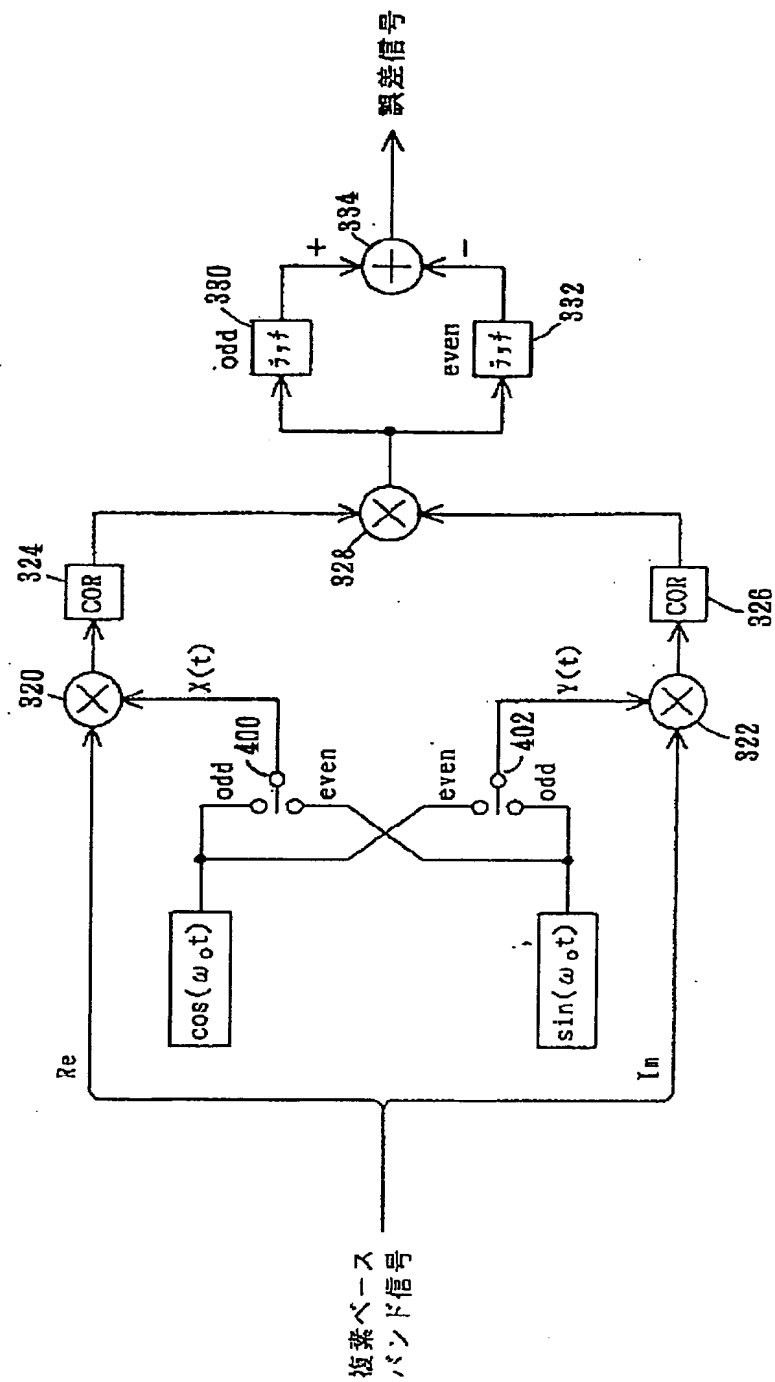 複素ベース
バンド信号
Re
Im
cos(ω₀t)
sin(ω₀t)
odd
400
even
even
402
odd
X(t)
Y(t)
320
322
COR
324
COR
326
328
odd
ラッチ
330
even
ラッチ
332
+
-
334
誤差信号